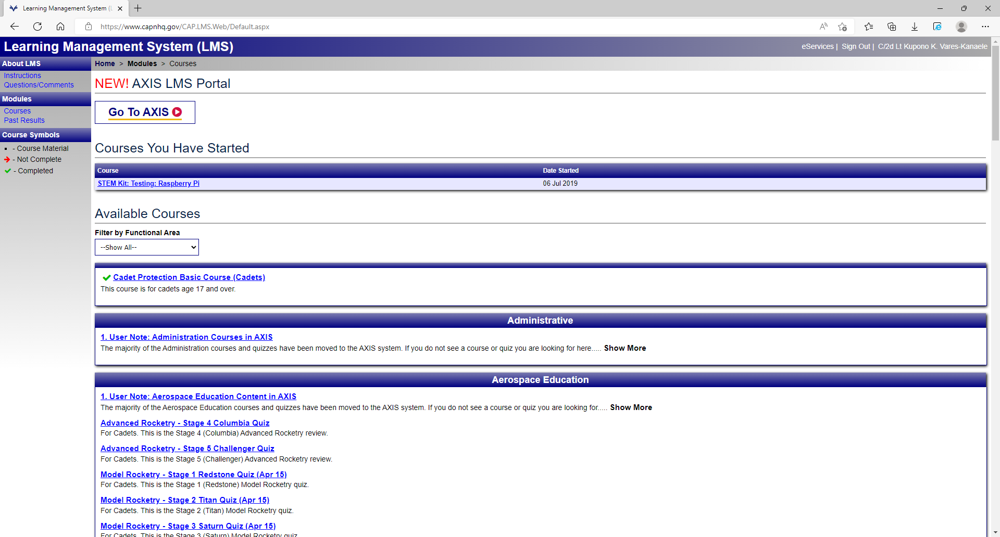 Learning Management System (L
https://www.capnhq.gov/CAP.LMS.Web/Default.aspx
Learning Management System (LMS)
eServices | Sign Out | C/2d Lt Kupono K. Vares-Kanaele
About LMS
Instructions
Questions/Comments
Modules
Courses
Past Results
Course Symbols
- Course Material
- Not Complete
- Completed
Home > Modules > Courses
NEW! AXIS LMS Portal
Go To AXIS
Courses You Have Started
Course Date Started
STEM Kit: Testing: Raspberry Pi 06 Jul 2019
Available Courses
Filter by Functional Area
--Show All--
Cadet Protection Basic Course (Cadets)
This course is for cadets age 17 and over.
Administrative
1. User Note: Administration Courses in AXIS
The majority of the Administration courses and quizzes have been moved to the AXIS system. If you do not see a course or quiz you are looking for here..... Show More
Aerospace Education
1. User Note: Aerospace Education Content in AXIS
The majority of the Aerospace Education courses and quizzes have been moved to the AXIS system. If you do not see a course or quiz you are looking for..... Show More
Advanced Rocketry - Stage 4 Columbia Quiz
For Cadets. This is the Stage 4 (Columbia) Advanced Rocketry review.
Advanced Rocketry - Stage 5 Challenger Quiz
For Cadets. This is the Stage 5 (Challenger) Advanced Rocketry review.
Model Rocketry - Stage 1 Redstone Quiz (Apr 15)
For Cadets. This is the Stage 1 (Redstone) Model Rocketry quiz.
Model Rocketry - Stage 2 Titan Quiz (Apr 15)
For Cadets. This is the Stage 2 (Titan) Model Rocketry quiz.
Model Rocketry - Stage 3 Saturn Quiz (Apr 15)
For Cadets. This is the Stage 3 (Saturn) Model Rocketry quiz.